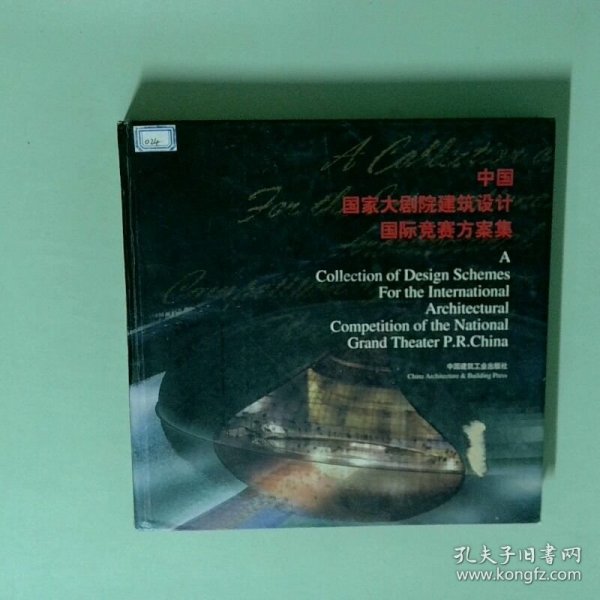 024
中国
国家大剧院建筑设计
国际竞赛方案集
A
Collection of Design Schemes
For the International
Architectural
Competition of the National
Grand Theater P.R.China
中国建筑工业出版社
China Architecture & Building Press
孔夫子旧书网
www.kongfz.com